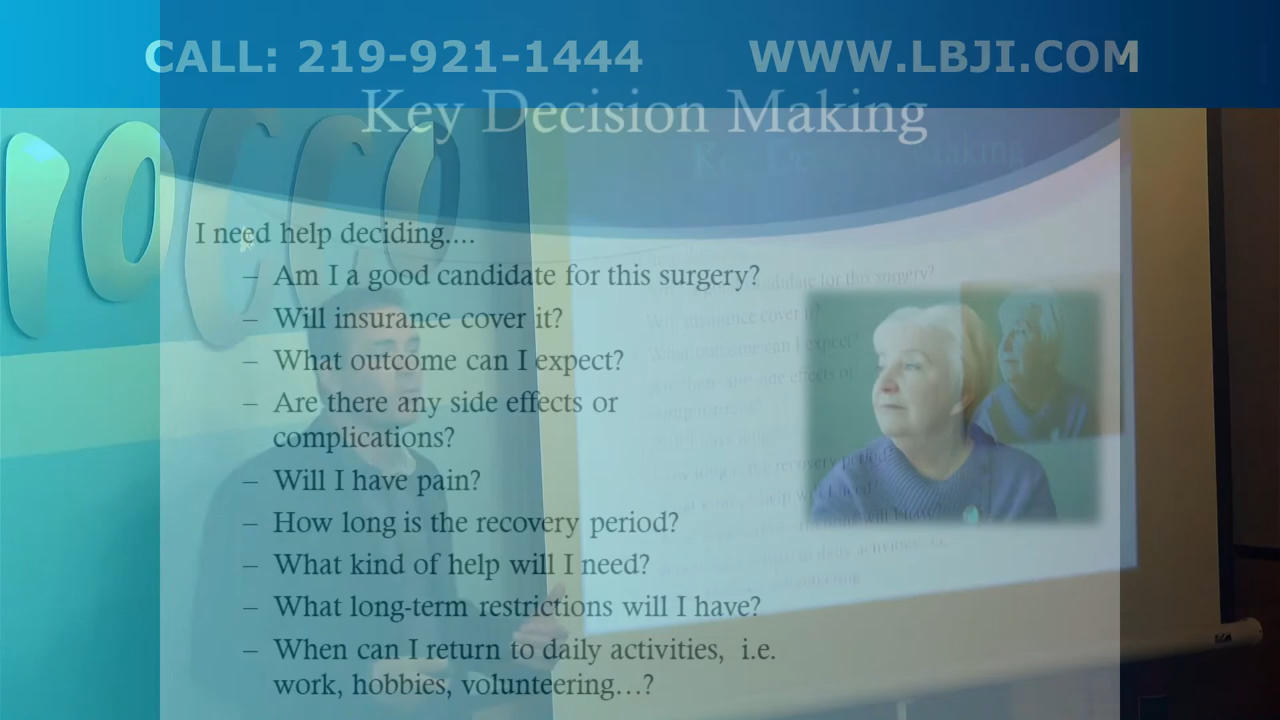 CALL: 219-921-1444 WWW.LBJI.COM
Key Decision Making
I need help deciding....
– Am I a good candidate for this surgery?
– Will insurance cover it?
– What outcome can I expect?
– Are there any side effects or
complications?
– Will I have pain?
– How long is the recovery period?
– What kind of help will I need?
– What long-term restrictions will I have?
– When can I return to daily activities, i.e.
work, hobbies, volunteering…?